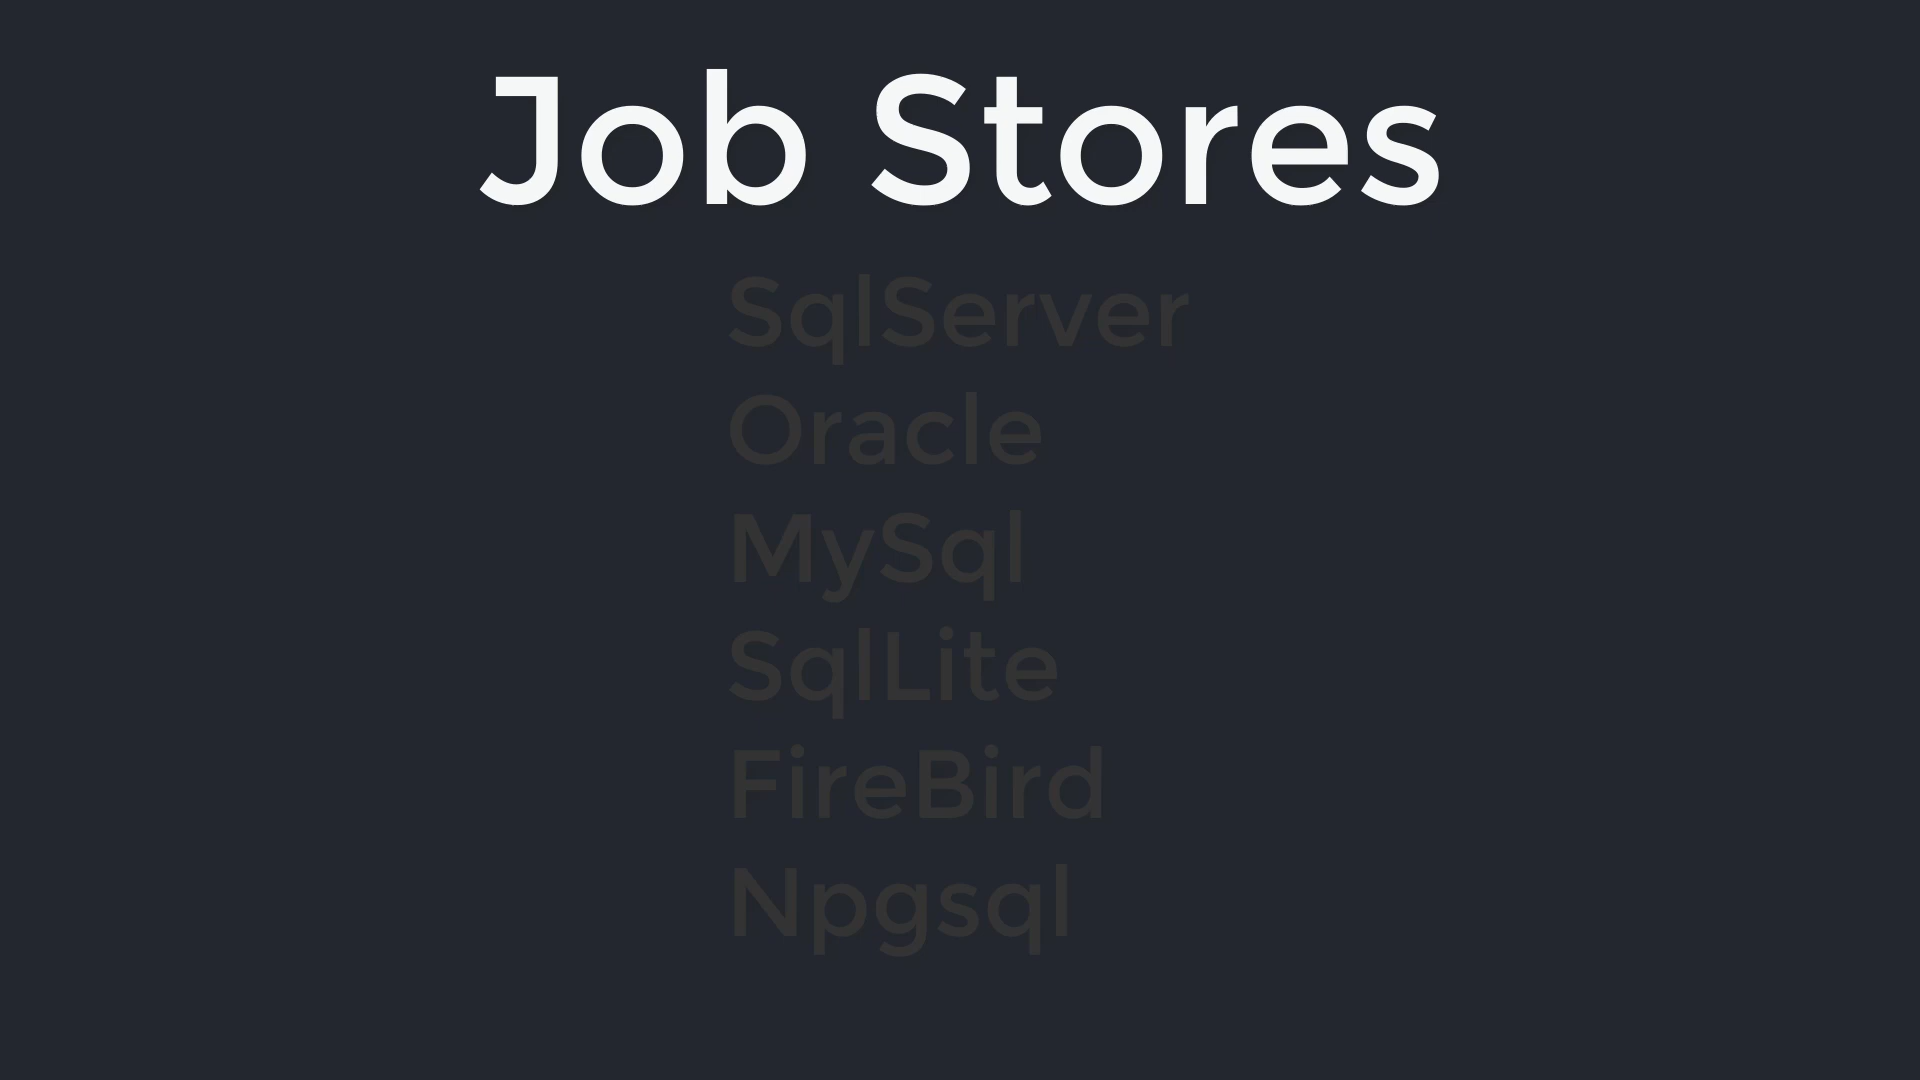 Job Stores
SqlServer
Oracle
MySql
SqlLite
FireBird
Npgsql